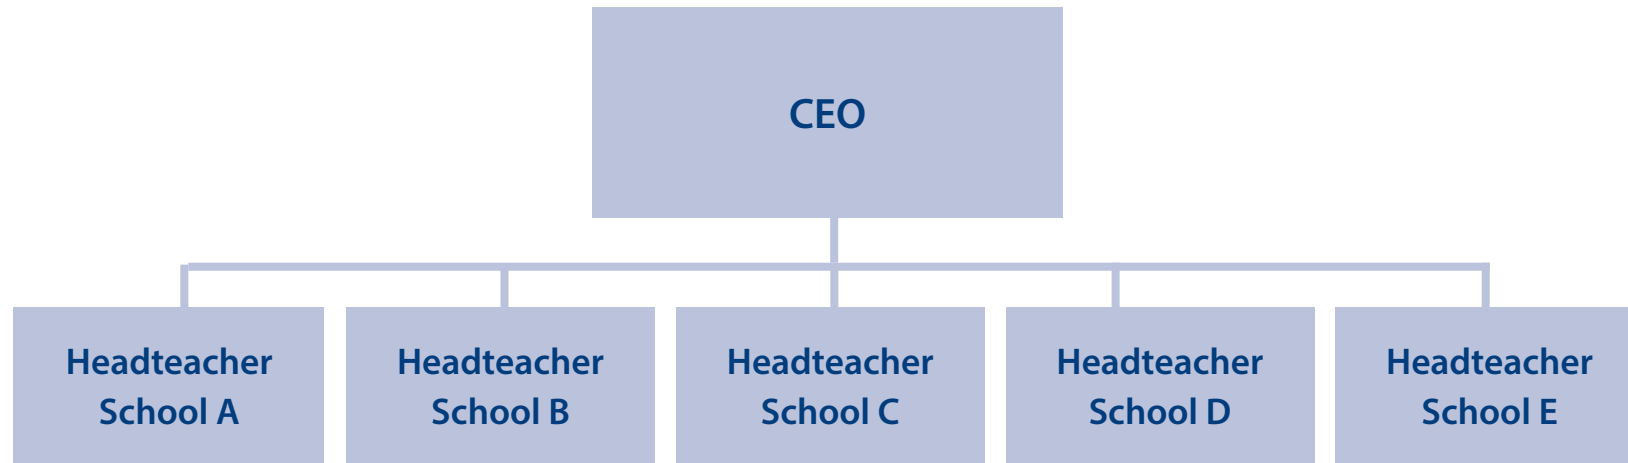 CEO
Headteacher
School A
Headteacher
School B
Headteacher
School C
Headteacher
School D
Headteacher
School E